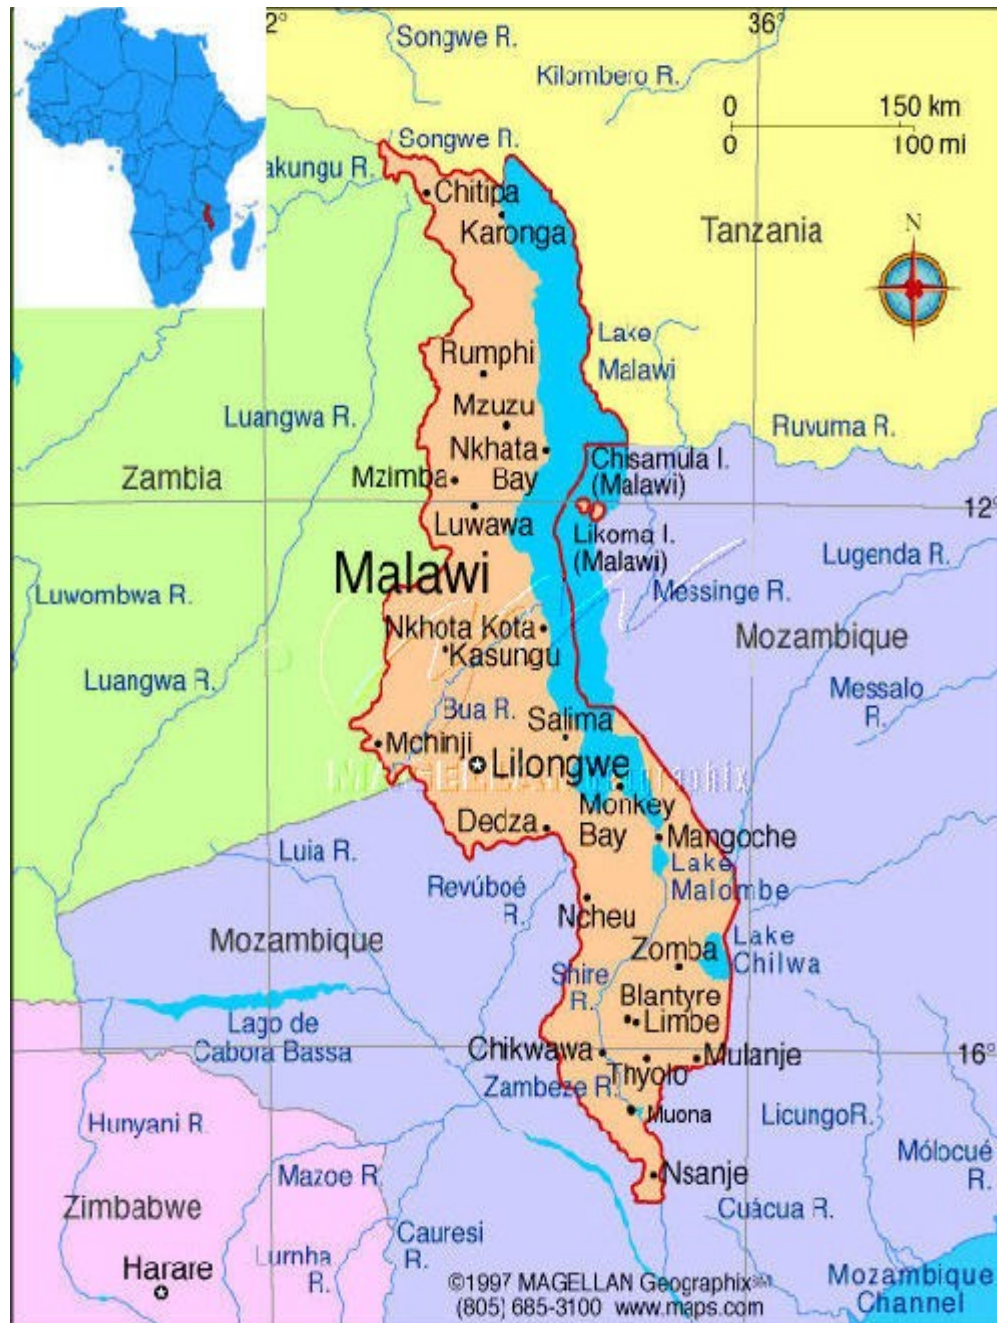 2°
36°
Songwe R.
Kilombero R.
0 150 km
0 100 mi
Songwe R.
akungu R.
Chitipa
Karonga
Tanzania
N
Lake
Malawi
Rumphi
Mzuzu
Luangwa R.
Ruvuma R.
Nkhata
Bay
Chisamula I.
(Malawi)
Zambia
Mzimba
12°
Luwawa
Likoma I.
(Malawi)
Malawi
Lugenda R.
Luwombwa R.
Messinge R.
Nkhota Kota
Mozambique
Kasungu
Luangwa R.
Messalo
R.
Bua R.
Salima
Mchinji
Lilongwe
MAGELLAN Geographix
Monkey
Bay
Dedza
Mangoche
Luia R.
Lake
Malombe
Revúboé
R.
Ncheu
Mozambique
Zomba
Lake
Chilwa
Shire
R.
Blantyre
Limbe
Lago de
Cabora Bassa
Chikwawa
Mulanje
16°
Thyolo
Zambeze R.
Muona
Hunyani R.
Licungo R.
Mólocué
R.
Mazoe R.
Nsanje
Zimbabwe
Cuácua R.
Cauresi
R.
Lurnha
R.
Harare
Mozambique
Channel
©1997 MAGELLAN Geographix℠
(805) 685-3100 www.maps.com